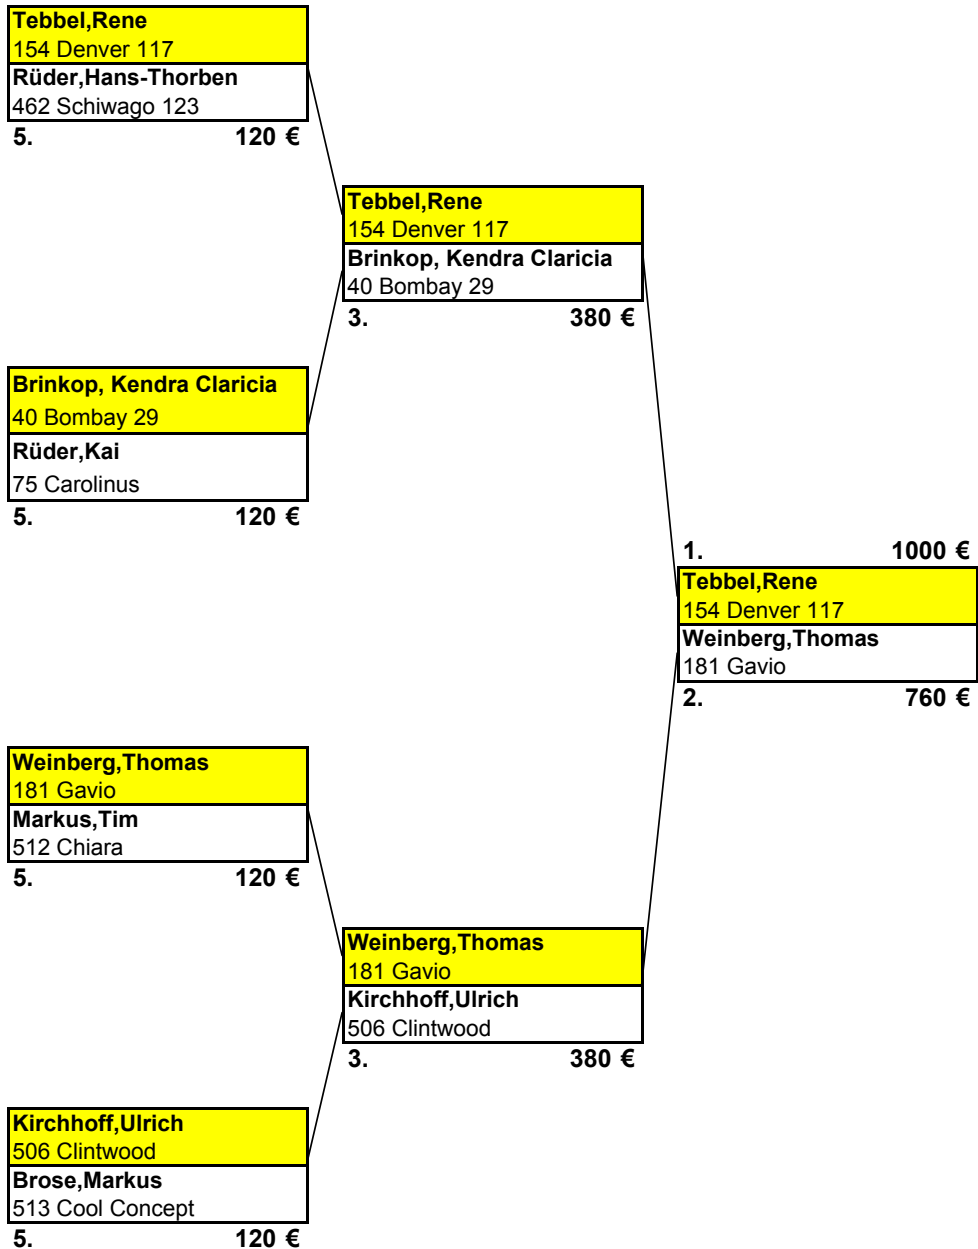 Tebbel,Rene
154 Denver 117
Rüder,Hans-Thorben
462 Schiwago 123
5. 120 €
Tebbel,Rene
154 Denver 117
Brinkop, Kendra Claricia
40 Bombay 29
3. 380 €
Brinkop, Kendra Claricia
40 Bombay 29
Rüder,Kai
75 Carolinus
5. 120 €
1. 1000 €
Tebbel,Rene
154 Denver 117
Weinberg,Thomas
181 Gavio
2. 760 €
Weinberg,Thomas
181 Gavio
Markus,Tim
512 Chiara
5. 120 €
Weinberg,Thomas
181 Gavio
Kirchhoff,Ulrich
506 Clintwood
3. 380 €
Kirchhoff,Ulrich
506 Clintwood
Brose,Markus
513 Cool Concept
5. 120 €